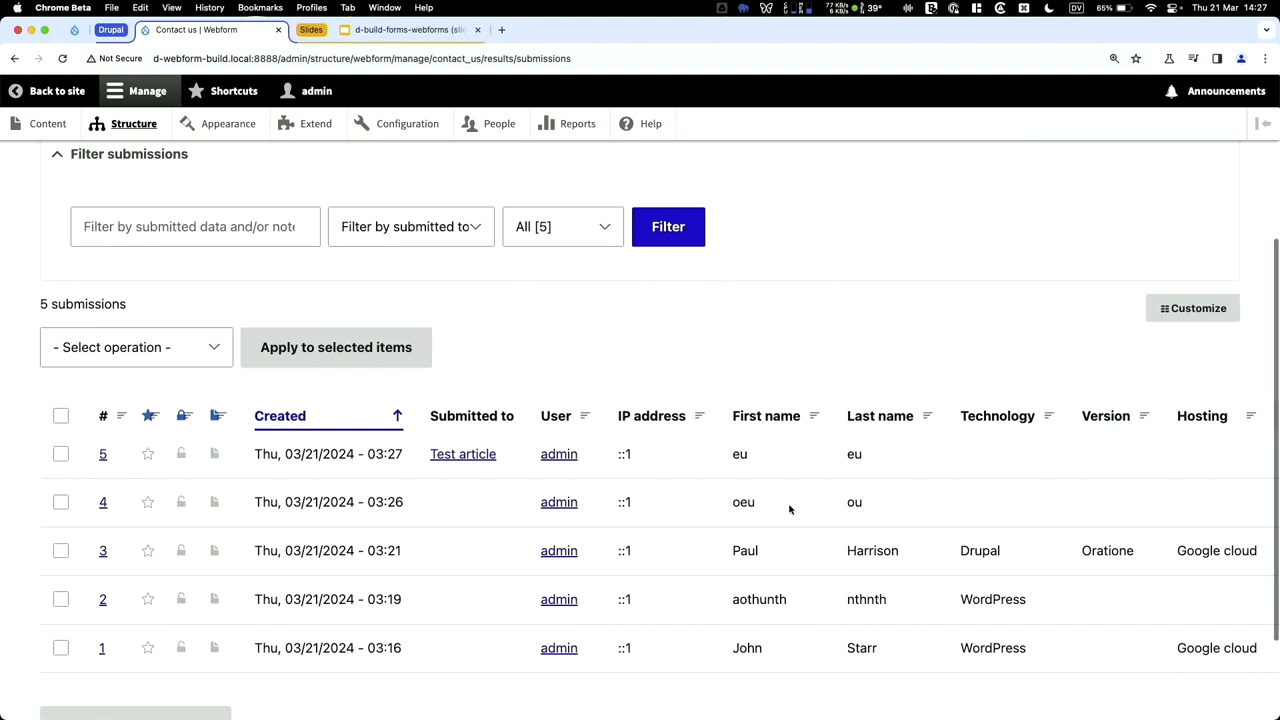 Chrome Beta File Edit View History Bookmarks Profiles Tab Window Help 77 KB/s 6 KB/s 39° DV 65% Thu 21 Mar 14:27
Drupal Contact us | Webform Slides d-build-forms-webforms (slid
Not Secure d-webform-build.local:8888/admin/structure/webform/manage/contact_us/results/submissions
Back to site Manage Shortcuts admin Announcements
Content Structure Appearance Extend Configuration People Reports Help
Filter submissions
Filter by submitted data and/or note Filter by submitted to All [5] Filter
5 submissions
Customize
- Select operation - Apply to selected items
# Created Submitted to User IP address First name Last name Technology Version Hosting
5 Thu, 03/21/2024 - 03:27 Test article admin ::1 eu eu
4 Thu, 03/21/2024 - 03:26 admin ::1 oeu ou
3 Thu, 03/21/2024 - 03:21 admin ::1 Paul Harrison Drupal Oratione Google cloud
2 Thu, 03/21/2024 - 03:19 admin ::1 aothunth nthnth WordPress
1 Thu, 03/21/2024 - 03:16 admin ::1 John Starr WordPress Google cloud